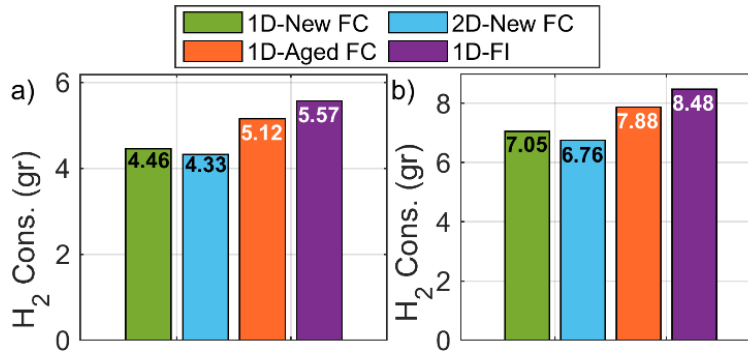 1D-New FC 2D-New FC
1D-Aged FC 1D-FI
a)
H2 Cons. (gr)
6
4
2
0
4.46
4.33
5.12
5.57
b)
H2 Cons. (gr)
8
6
4
2
0
7.05
6.76
7.88
8.48